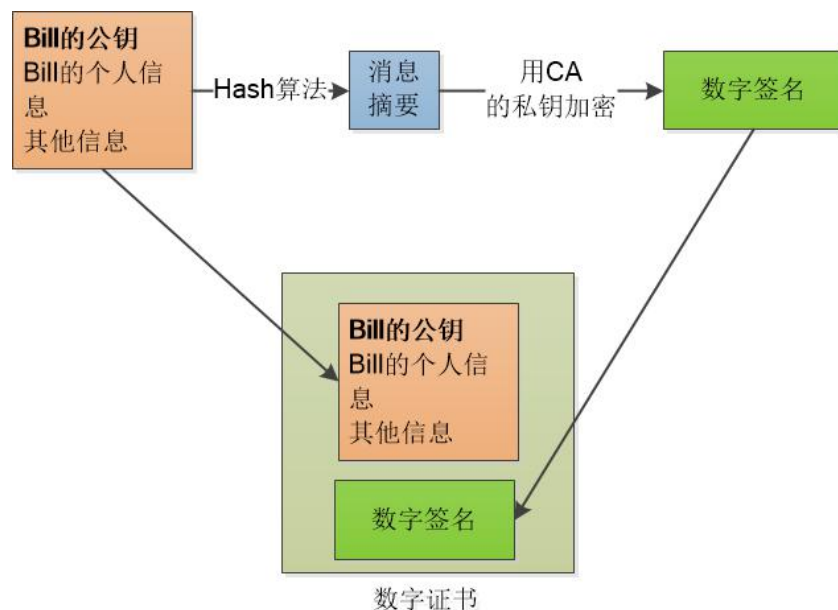 Bill的公钥
Bill的个人信
息
其他信息
Hash算法
消息
摘要
用CA
的私钥加密
数字签名
Bill的公钥
Bill的个人信
息
其他信息
数字签名
数字证书